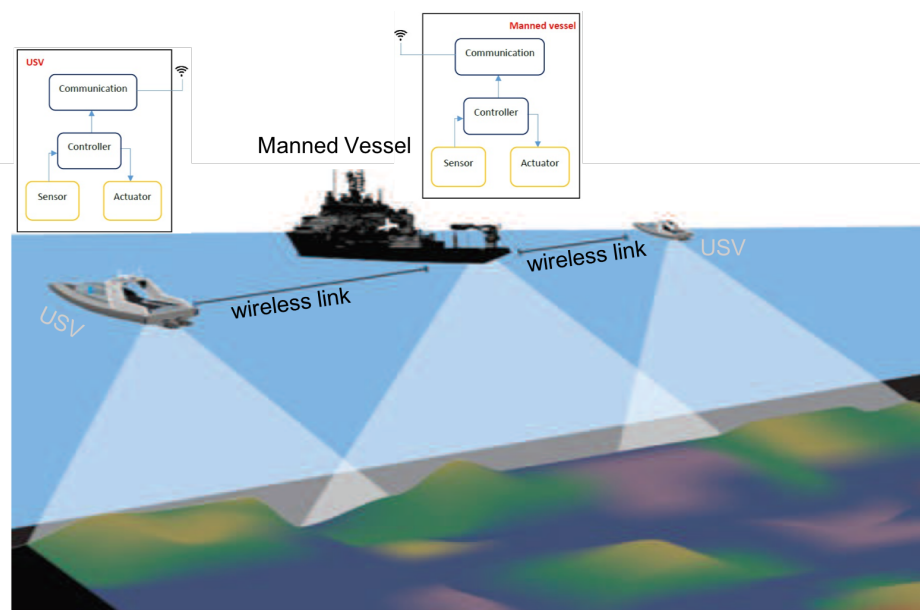 USV
Communication
Controller
Sensor
Actuator
Manned vessel
Communication
Controller
Sensor
Actuator
Manned Vessel
USV
wireless link
wireless link
USV